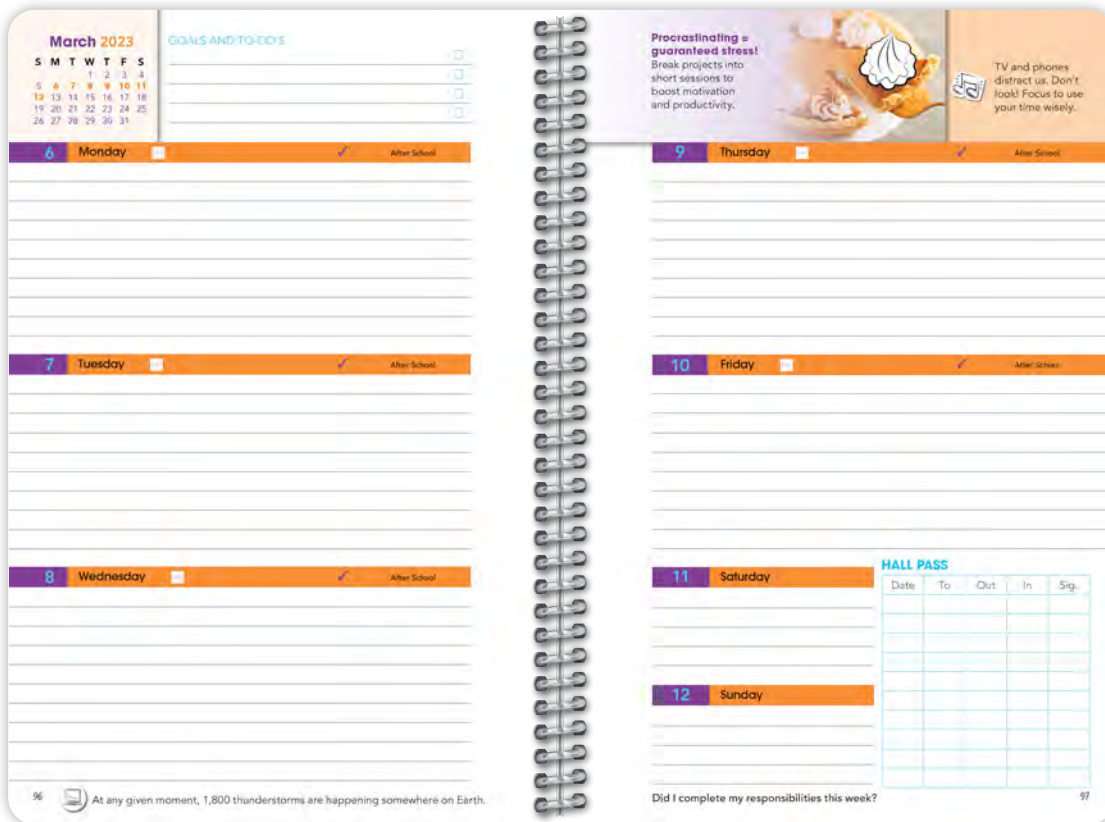 March 2023
S M T W T F S
1 2 3 4
5 6 7 8 9 10 11
12 13 14 15 16 17 18
19 20 21 22 23 24 25
26 27 28 29 30 31
GOALS AND TO-DO'S
6 Monday ✓ After School
7 Tuesday ✓ After School
8 Wednesday ✓ After School
96
At any given moment, 1,800 thunderstorms are happening somewhere on Earth.
Procrastinating =
guaranteed stress!
Break projects into
short sessions to
boost motivation
and productivity.
TV and phones
distract us. Don't
look! Focus to use
your time wisely.
9 Thursday ✓ After School
10 Friday ✓ After School
11 Saturday
12 Sunday
HALL PASS
Date To Out In Sig.
Did I complete my responsibilities this week?
97